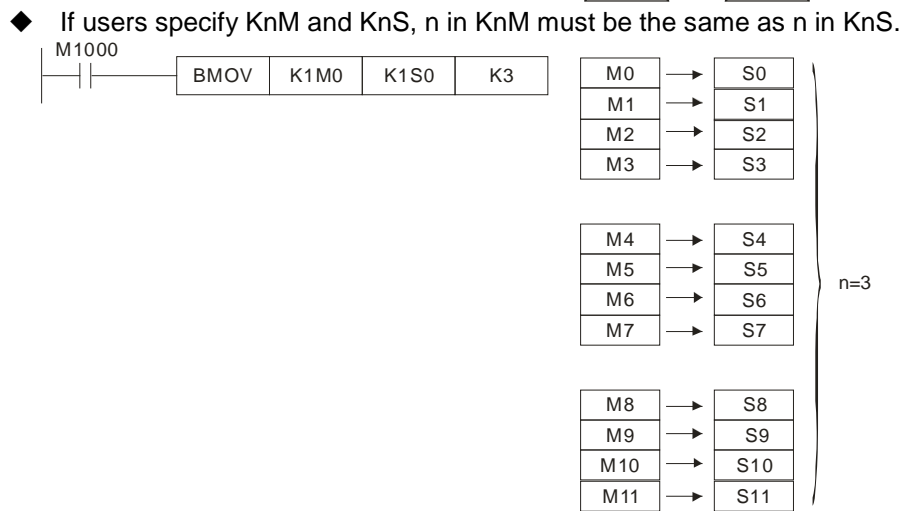 ◆ If users specify KnM and KnS, n in KnM must be the same as n in KnS.
M1000
BMOV K1M0 K1S0 K3
M0 S0
M1 S1
M2 S2
M3 S3
M4 S4
M5 S5
M6 S6
M7 S7
n=3
M8 S8
M9 S9
M10 S10
M11 S11